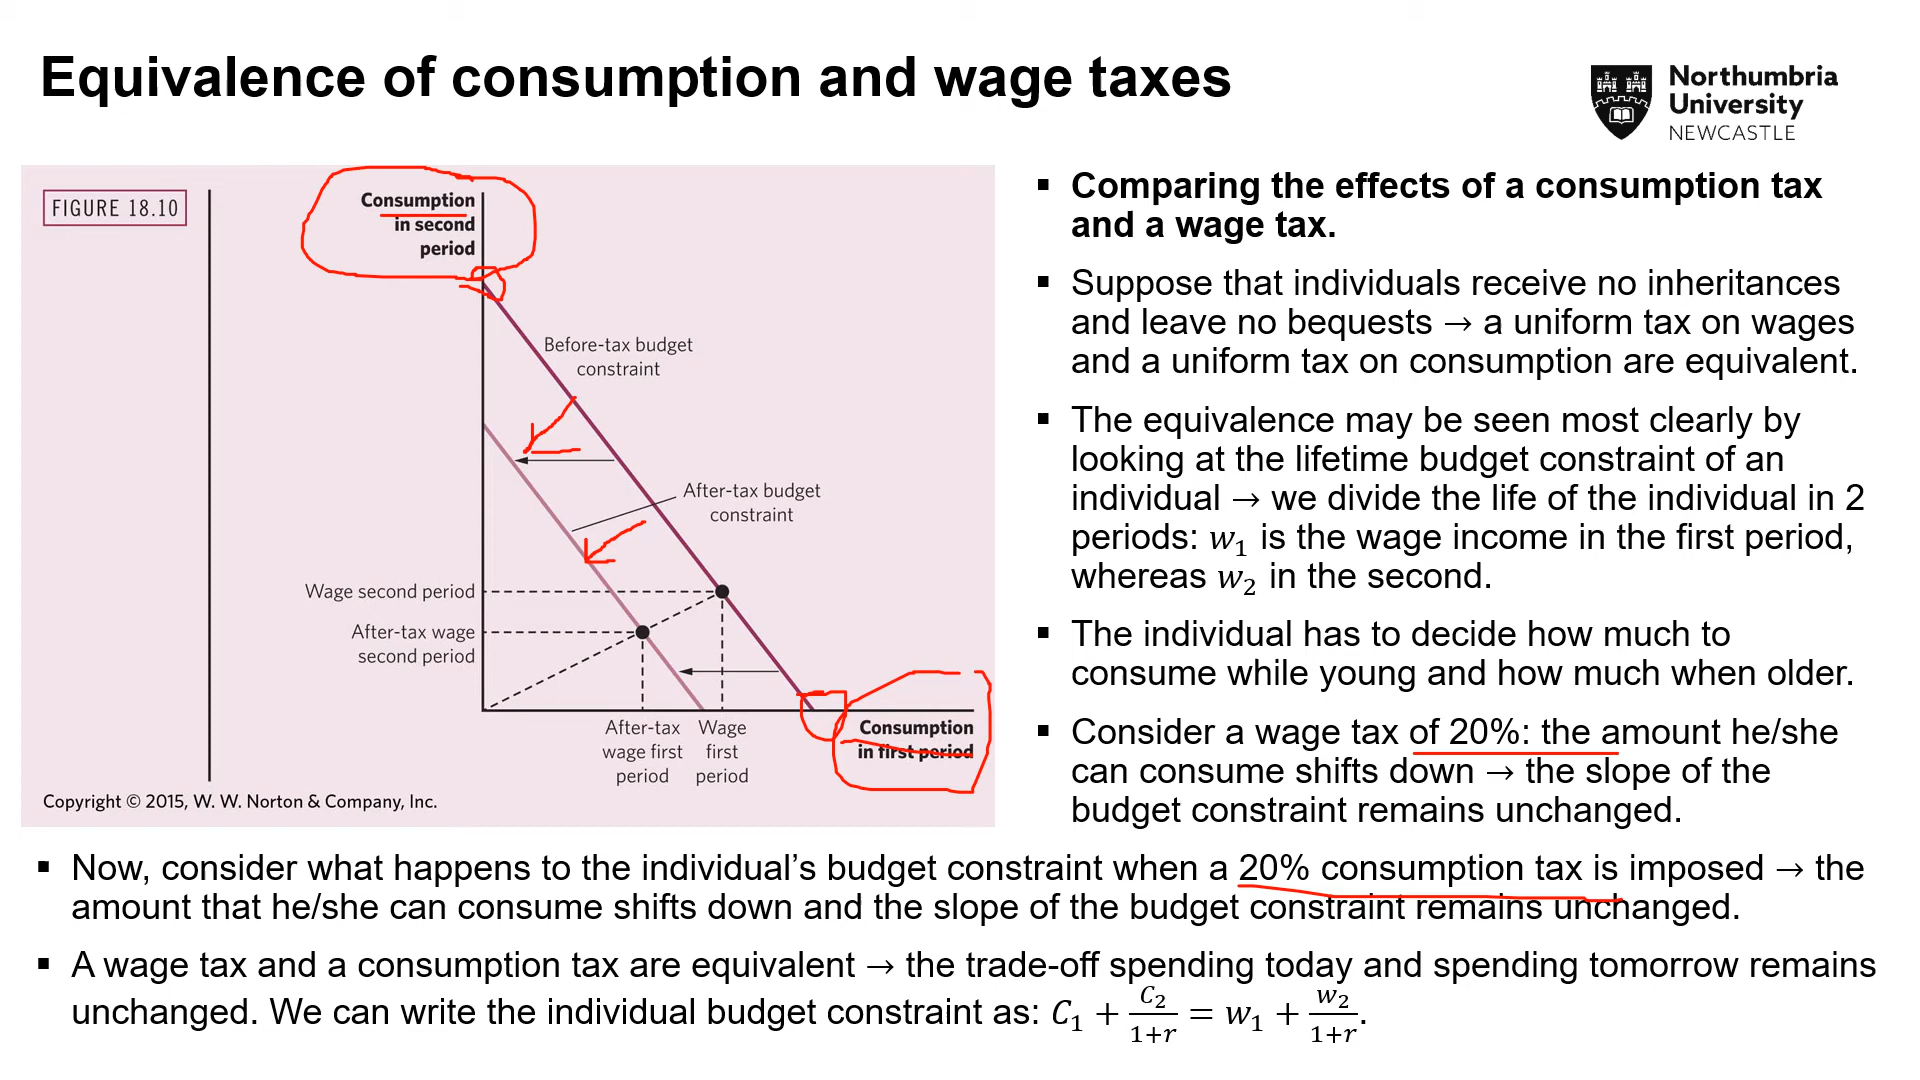 Equivalence of consumption and wage taxes
Northumbria
University
NEWCASTLE
FIGURE 18.10
Consumption
in second
period
Before-tax budget
constraint
After-tax budget
constraint
Wage second period
After-tax wage
second period
After-tax
wage first
period
Wage
first
period
Consumption
in first period
Copyright © 2015, W. W. Norton & Company, Inc.
▪ Comparing the effects of a consumption tax
and a wage tax.
▪ Suppose that individuals receive no inheritances
and leave no bequests → a uniform tax on wages
and a uniform tax on consumption are equivalent.
▪ The equivalence may be seen most clearly by
looking at the lifetime budget constraint of an
individual → we divide the life of the individual in 2
periods: w₁ is the wage income in the first period,
whereas w₂ in the second.
▪ The individual has to decide how much to
consume while young and how much when older.
▪ Consider a wage tax of 20%: the amount he/she
can consume shifts down → the slope of the
budget constraint remains unchanged.
▪ Now, consider what happens to the individual’s budget constraint when a 20% consumption tax is imposed → the
amount that he/she can consume shifts down and the slope of the budget constraint remains unchanged.
▪ A wage tax and a consumption tax are equivalent → the trade-off spending today and spending tomorrow remains
unchanged. We can write the individual budget constraint as: C₁ + C₂/(1+r) = w₁ + w₂/(1+r).